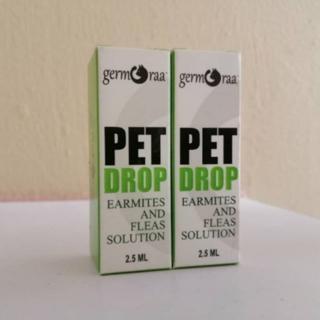 germ raa
PET
DROP
EARMITES
AND
FLEAS
SOLUTION
2.5 ML
germ raa
PET
DROP
EARMITES
AND
FLEAS
SOLUTION
2.5 ML